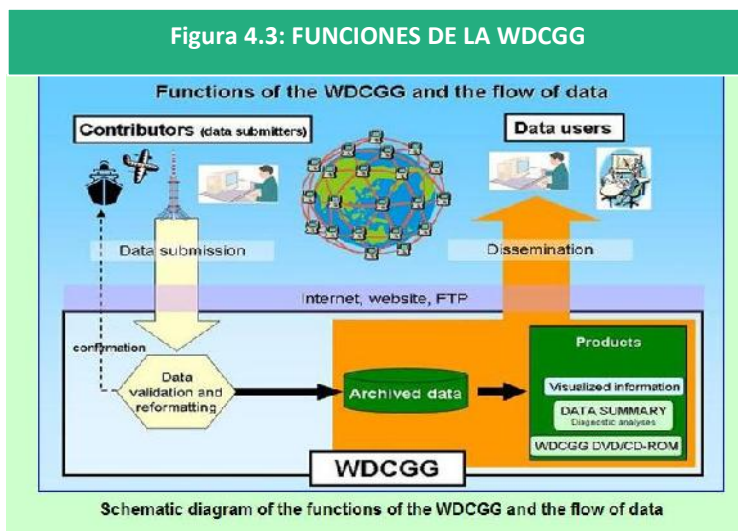 Figura 4.3: FUNCIONES DE LA WDCGG
Functions of the WDCGG and the flow of data
Contributors (data submitters)
Data users
Data submission
Dissemination
Internet, website, FTP
confirmation
Data
validation and
reformatting
Archived data
Products
Visualized information
DATA SUMMARY
Diagnostic analyses
WDCGG DVD/CD-ROM
WDCGG
Schematic diagram of the functions of the WDCGG and the flow of data